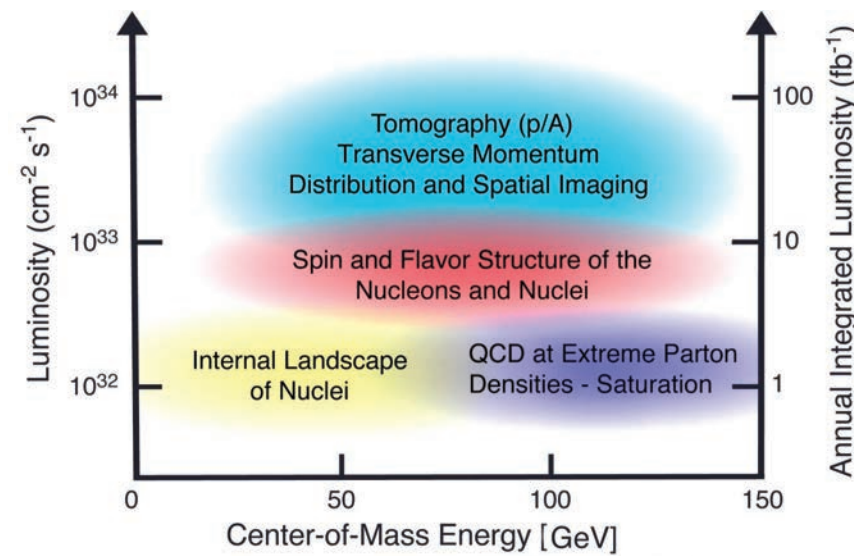 Luminosity (cm-2 s-1)
10^34
10^33
10^32
Tomography (p/A)
Transverse Momentum
Distribution and Spatial Imaging
Spin and Flavor Structure of the
Nucleons and Nuclei
Internal Landscape
of Nuclei
QCD at Extreme Parton
Densities - Saturation
100
10
1
Annual Integrated Luminosity (fb-1)
0
50
100
150
Center-of-Mass Energy [GeV]